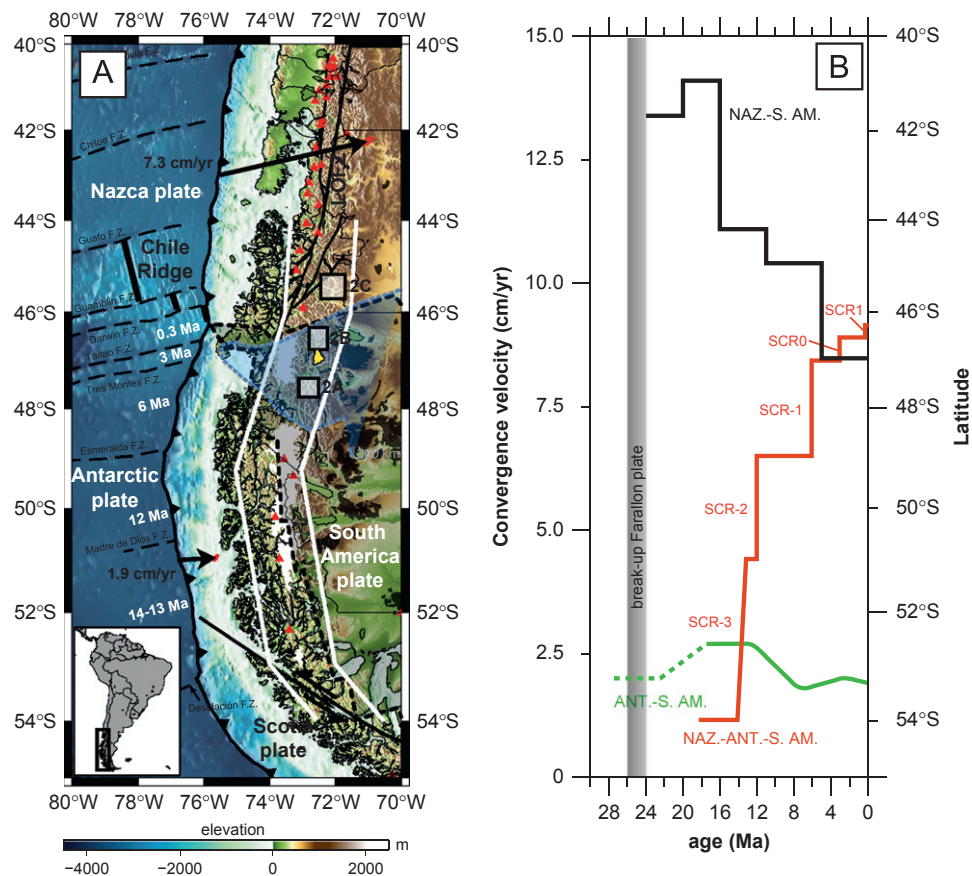 80°W 78°W 76°W 74°W 72°W 70°W
40°S
A
42°S
Chiloe F.Z.
7.3 cm/yr
Nazca plate
LOFZ
44°S
Guafo F.Z.
Chile
Ridge
2C
46°S
Guamblin F.Z.
0.3 Ma
Darwin F.Z.
Taitao F.Z.
3 Ma
Tres Montes F.Z.
6 Ma
48°S
Esmeralda F.Z.
Antarctic
plate
50°S
12 Ma
Madre de Dios F.Z.
1.9 cm/yr
South
America
plate
14-13 Ma
52°S
Desolación F.Z.
54°S
Scotia
plate
80°W 78°W 76°W 74°W 72°W 70°W
elevation
m
−4000 −2000 0 2000
B
Convergence velocity (cm/yr)
15.0
12.5
10.0
7.5
5.0
2.5
0
40°S
42°S
44°S
46°S
48°S
50°S
52°S
54°S
Latitude
NAZ.-S. AM.
SCR1
SCR0
SCR-1
SCR-2
SCR-3
break-up Farallon plate
ANT.-S. AM.
NAZ.-ANT.-S. AM.
28 24 20 16 12 8 4 0
age (Ma)